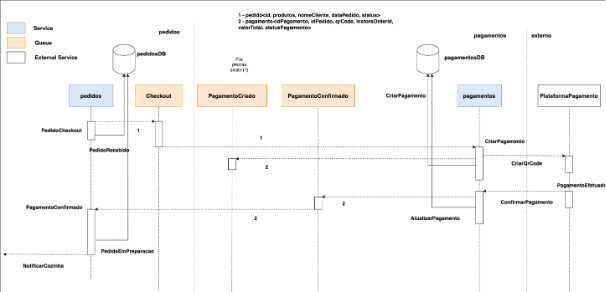 1 - pedido<id, produtos, nomeCliente, dataPedido, status>
2 - pagamento<idPagamento, idPedido, qrCode, inStoreOrderId,
valorTotal, statusPagamento>
pedidos
pagamentos
externo
Service
Queue
External Service
pedidosDB
Fila
precisa
existir (?)
pagamentosDB
pedidos
Checkout
PagamentoCriado
PagamentoConfirmado
CriarPagamento
pagamentos
PlataformaPagamento
PedidoCheckout
1
PedidoRecebido
1
CriarPagamento
2
CriarQrCode
PagamentoEfetuado
PagamentoConfirmado
2
2
AtualizarPagamento
ConfirmarPagamento
PedidoEmPreparacao
NotificarCozinha